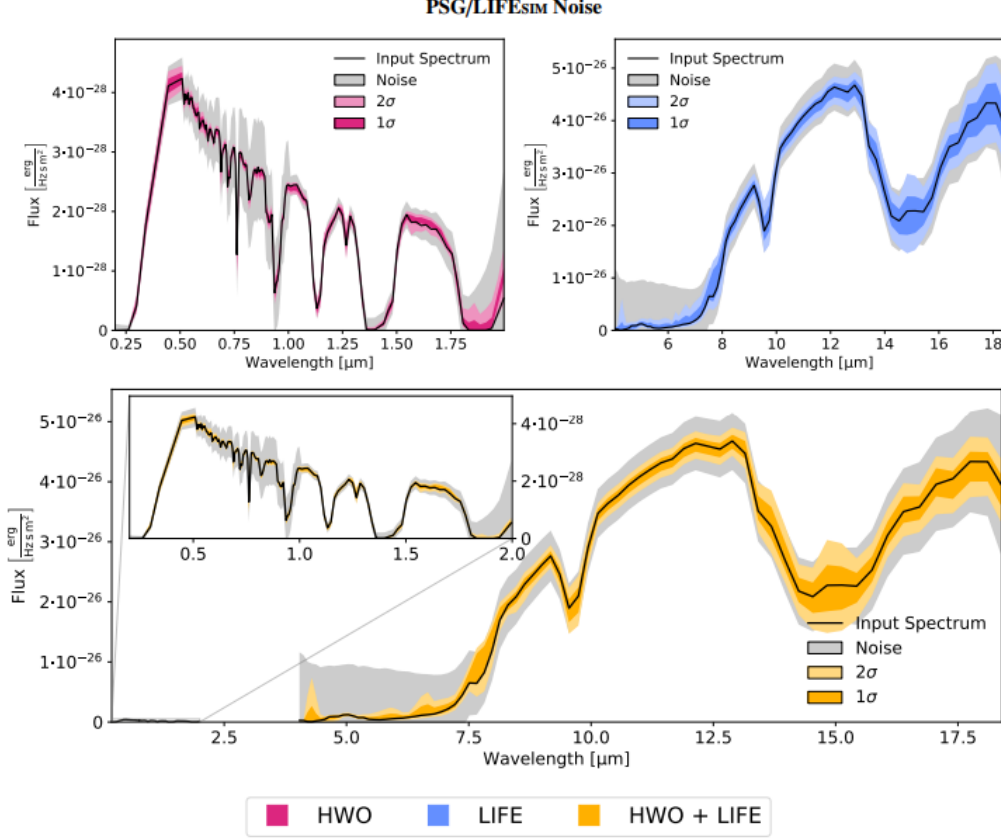 PSG/LIFESIM Noise
Input Spectrum
Noise
2σ
1σ
4·10⁻²⁸
3·10⁻²⁸
2·10⁻²⁸
1·10⁻²⁸
0
Flux [erg / Hz s m²]
0.25 0.50 0.75 1.00 1.25 1.50 1.75
Wavelength [μm]
Input Spectrum
Noise
2σ
1σ
5·10⁻²⁶
4·10⁻²⁶
3·10⁻²⁶
2·10⁻²⁶
1·10⁻²⁶
0
Flux [erg / Hz s m²]
6 8 10 12 14 16 18
Wavelength [μm]
5·10⁻²⁶
4·10⁻²⁶
3·10⁻²⁶
2·10⁻²⁶
1·10⁻²⁶
0
Flux [erg / Hz s m²]
4·10⁻²⁸
2·10⁻²⁸
0
0.5 1.0 1.5 2.0
Input Spectrum
Noise
2σ
1σ
2.5 5.0 7.5 10.0 12.5 15.0 17.5
Wavelength [μm]
HWO LIFE HWO + LIFE